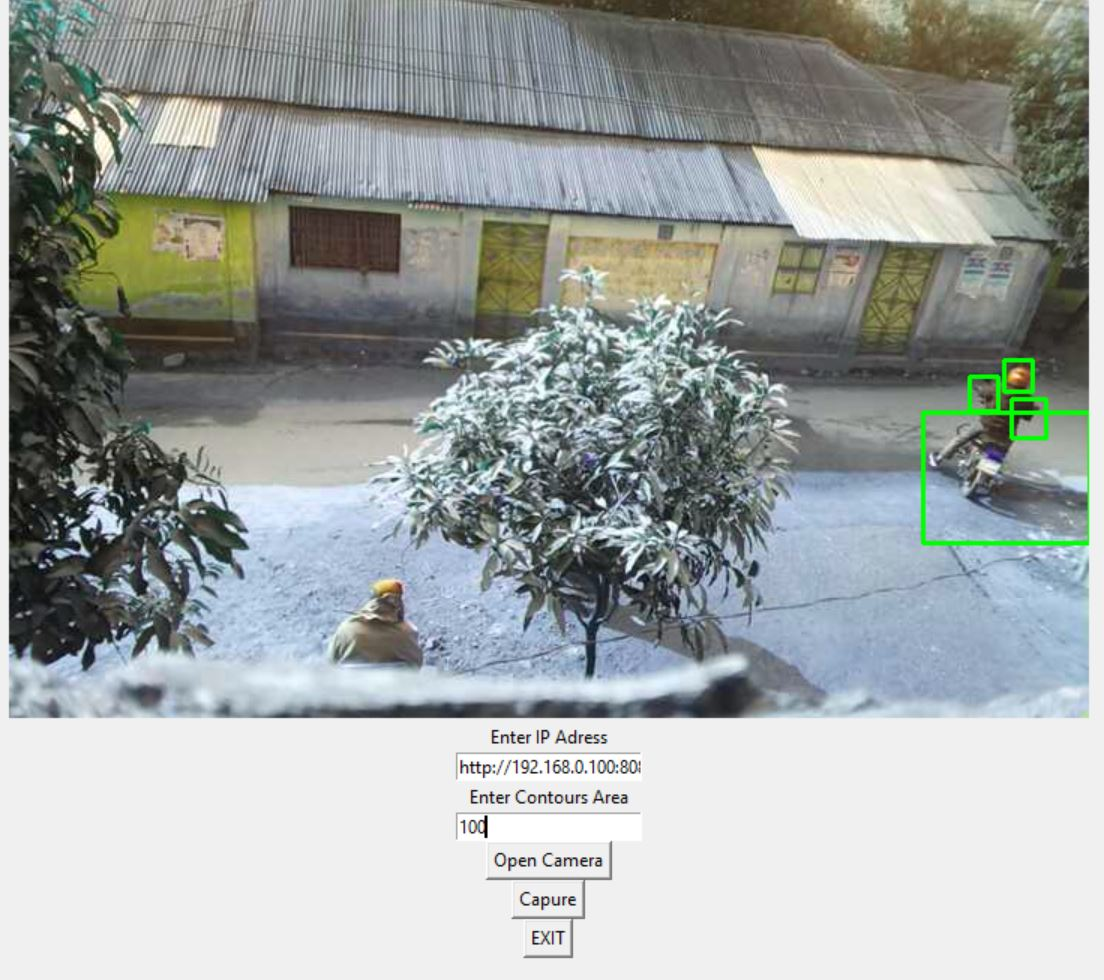 Enter IP Adress
http://192.168.0.100:80
Enter Contours Area
100
Open Camera
Capure
EXIT